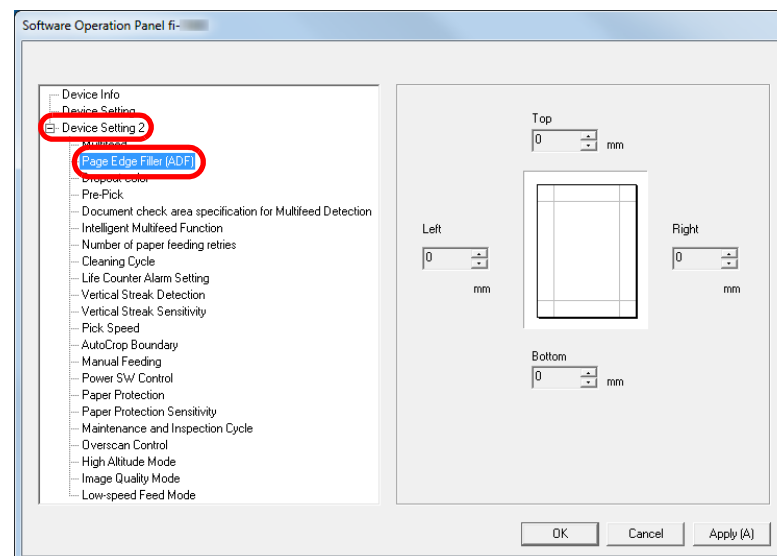 Software Operation Panel fi-
Device Info
Device Setting
Device Setting 2
Multifeed
Page Edge Filler (ADF)
Dropout color
Pre-Pick
Document check area specification for Multifeed Detection
Intelligent Multifeed Function
Number of paper feeding retries
Cleaning Cycle
Life Counter Alarm Setting
Vertical Streak Detection
Vertical Streak Sensitivity
Pick Speed
AutoCrop Boundary
Manual Feeding
Power SW Control
Paper Protection
Paper Protection Sensitivity
Maintenance and Inspection Cycle
Overscan Control
High Altitude Mode
Image Quality Mode
Low-speed Feed Mode
Top
0 mm
Left
0
mm
Right
0
mm
Bottom
0 mm
OK Cancel Apply (A)